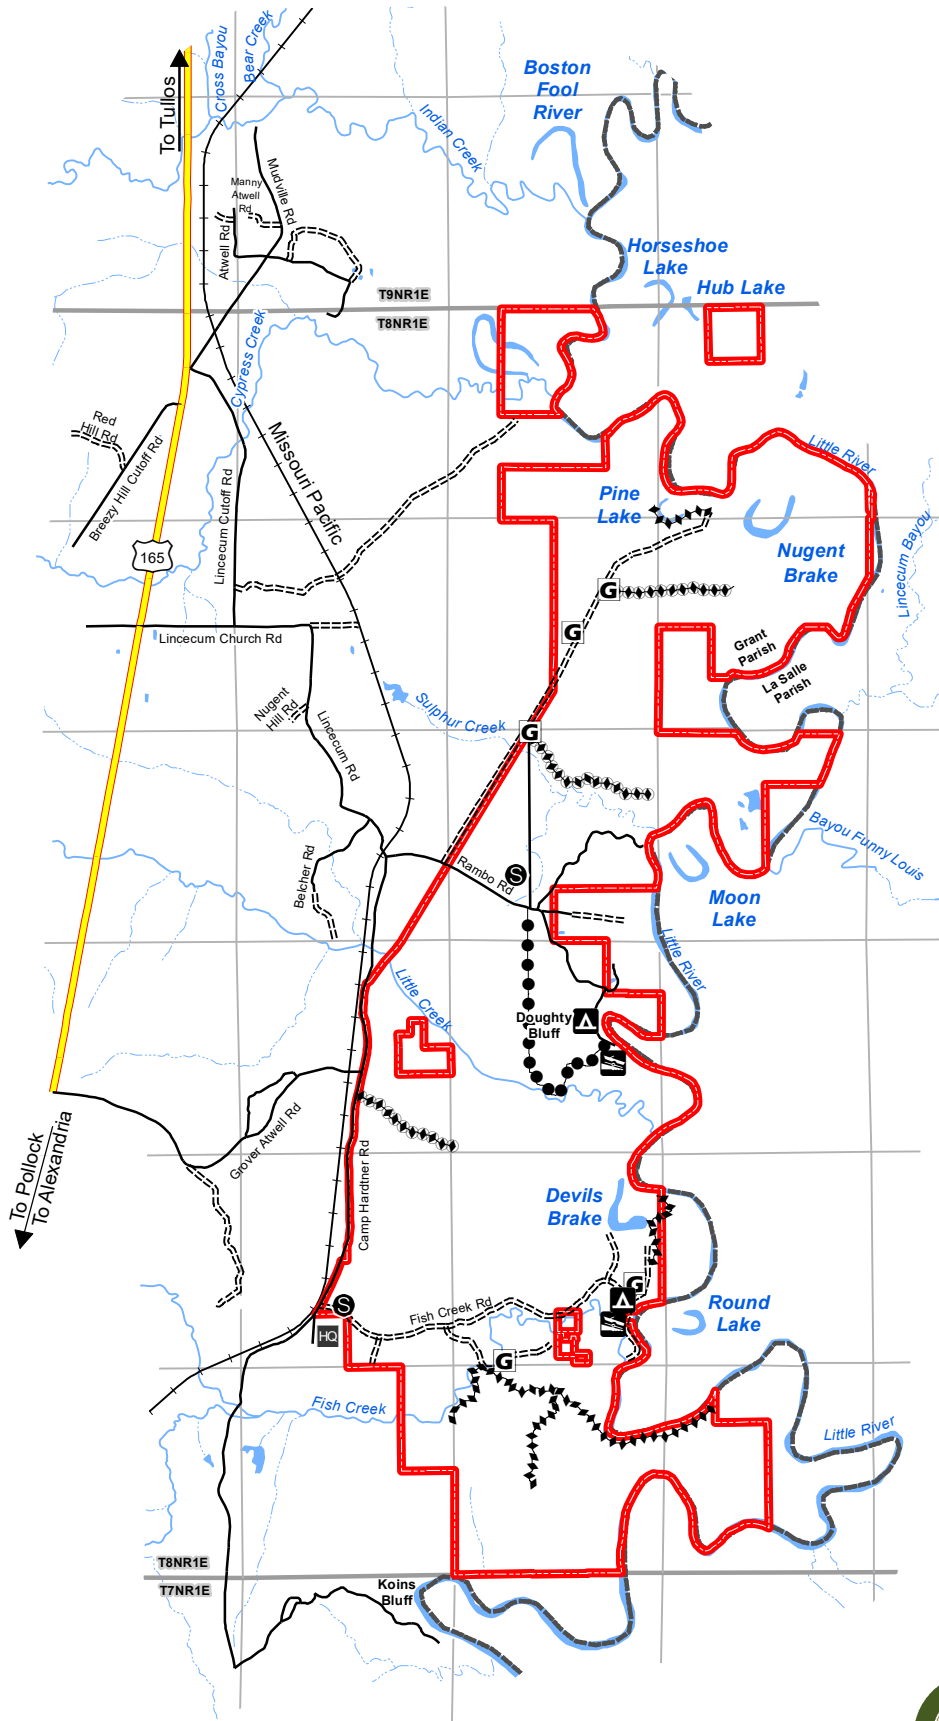 Cross Bayou
Bear Creek
To Tullos
Boston
Fool
River
Indian Creek
Manny
Atwell
Rd
Mudville Rd
Atwell Rd
Horseshoe
Lake
Hub Lake
T9NR1E
T8NR1E
Cypress Creek
Red
Hill Rd
Breezy Hill Cutoff Rd
Missouri Pacific
Lincecum Cutoff Rd
Little River
Pine
Lake
Nugent
Brake
Lincecum Bayou
165
G
Lincecum Church Rd
G
Grant
Parish
La Salle
Parish
Nugent
Hill Rd
Lincecum Rd
Sulphur Creek
G
Bayou Funny Louis
Belcher Rd
Rambo Rd
S
Moon
Lake
Little River
Little Creek
Doughty
Bluff
Grover Atwell Rd
To Pollock
To Alexandria
Camp Hardtner Rd
Devils
Brake
G
S
HQ
Fish Creek Rd
Round
Lake
G
Fish Creek
Little River
T8NR1E
T7NR1E
Koins
Bluff